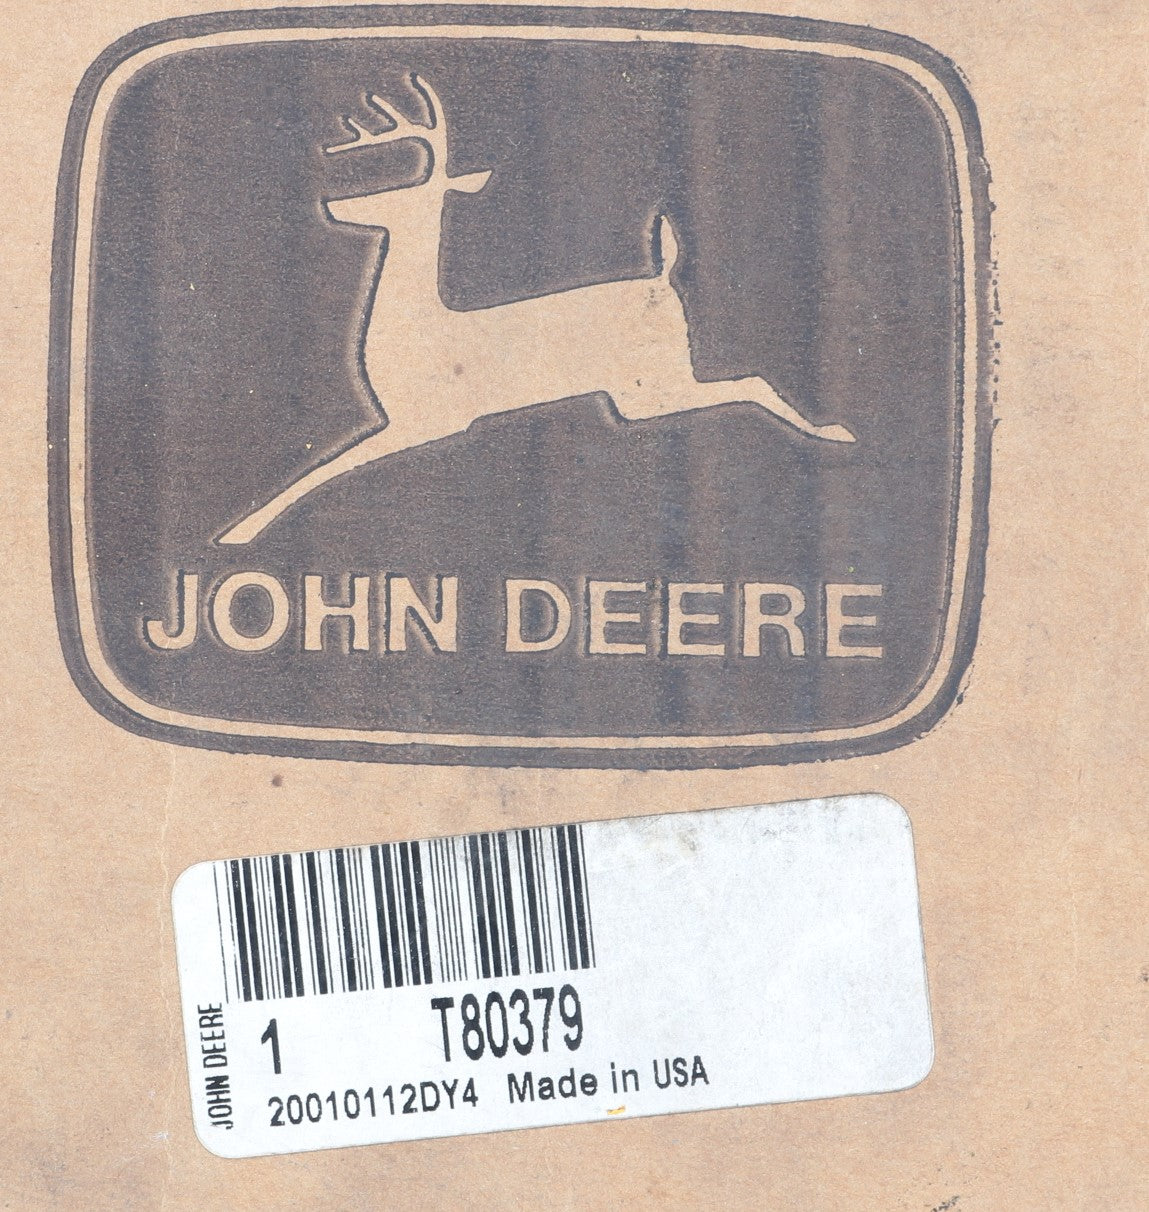 JOHN DEERE
JOHN DEERE
1 T80379
20010112DY4 Made in USA